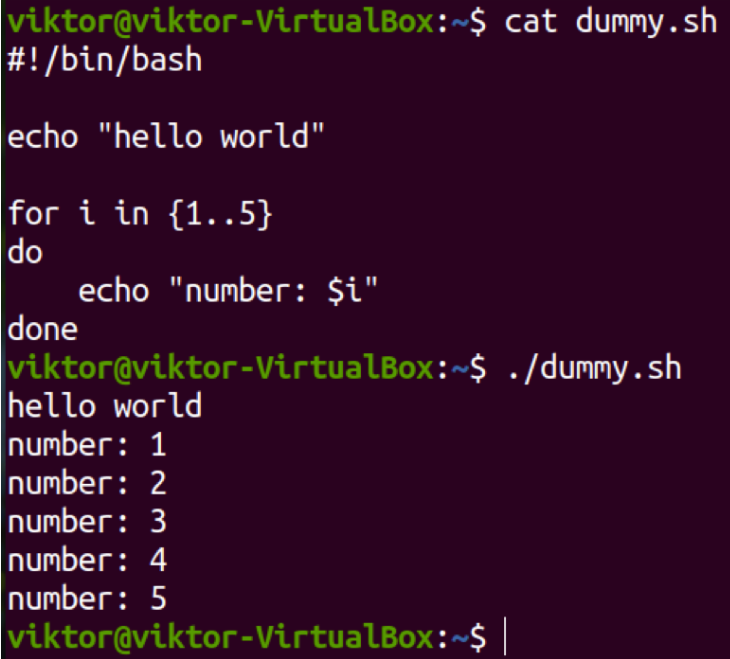 viktor@viktor-VirtualBox:~$ cat dummy.sh
#!/bin/bash

echo "hello world"

for i in {1..5}
do
    echo "number: $i"
done
viktor@viktor-VirtualBox:~$ ./dummy.sh
hello world
number: 1
number: 2
number: 3
number: 4
number: 5
viktor@viktor-VirtualBox:~$